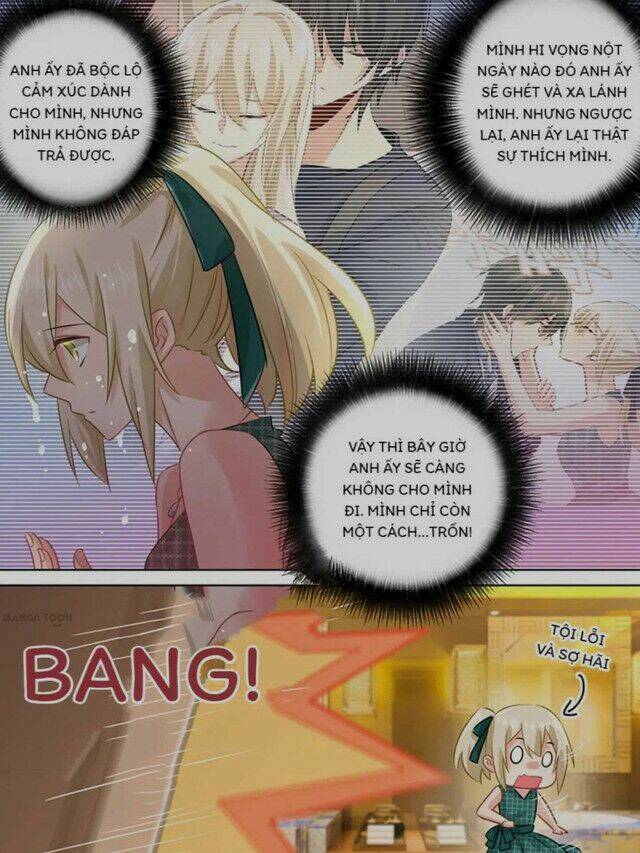 ANH ẤY ĐÃ BỘC LỘ
CẢM XÚC DÀNH
CHO MÌNH, NHƯNG
MÌNH KHÔNG ĐÁP
TRẢ ĐƯỢC.
MÌNH HI VỌNG NỘT
NGÀY NÀO ĐÓ ANH ẤY
SẼ GHÉT VÀ XA LÁNH
MÌNH. NHƯNG NGƯỢC
LẠI, ANH ẤY LẠI THẬT
SỰ THÍCH MÌNH.
VẬY THÌ BÂY GIỜ
ANH ẤY SẼ CÀNG
KHÔNG CHO MÌNH
ĐI. MÌNH CHỈ CÒN
MỘT CÁCH...TRỐN!
MANGA TOON
BANG!
TỘI LỖI
VÀ SỢ HÃI